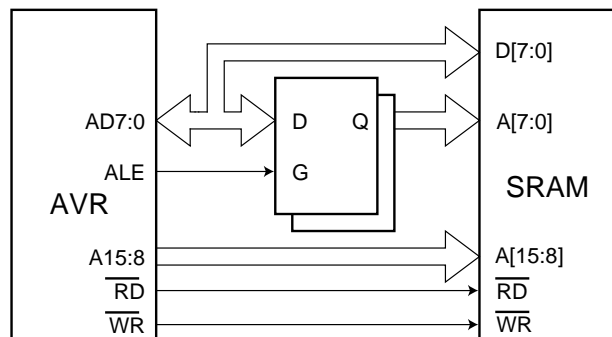 D[7:0]
AD7:0
D
Q
A[7:0]
ALE
G
AVR
SRAM
A15:8
A[15:8]
RD
RD
WR
WR